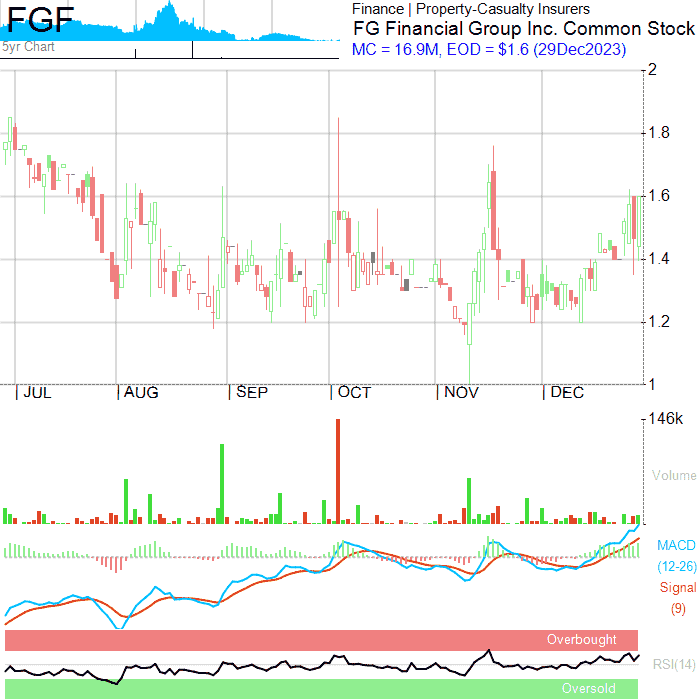 FGF
5yr Chart
Finance | Property-Casualty Insurers
FG Financial Group Inc. Common Stock
MC = 16.9M, EOD = $1.6 (29Dec2023)
2
1.8
1.6
1.4
1.2
1
|JUL |AUG |SEP |OCT |NOV |DEC
146k
Volume
MACD
(12-26)
Signal
(9)
Overbought
RSI(14)
Oversold